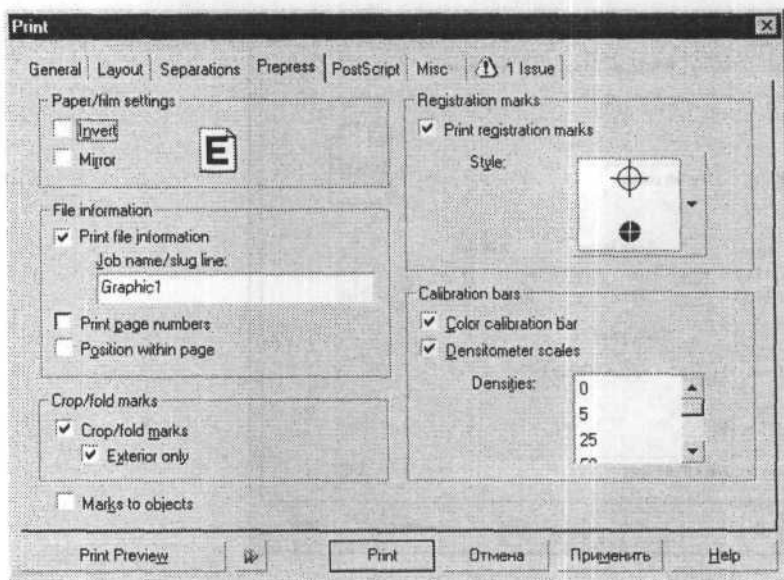 Print
General Layout Separations Prepress PostScript Misc 1 Issue
Paper/film settings
Invert
Mirror
E
File information
Print file information
Job name/slug line:
Graphic1
Print page numbers
Position within page
Crop/fold marks
Crop/fold marks
Exterior only
Marks to objects
Registration marks
Print registration marks
Style:
Calibration bars
Color calibration bar
Densitometer scales
Densities:
0
5
25
Print Preview Print Отмена Применить Help